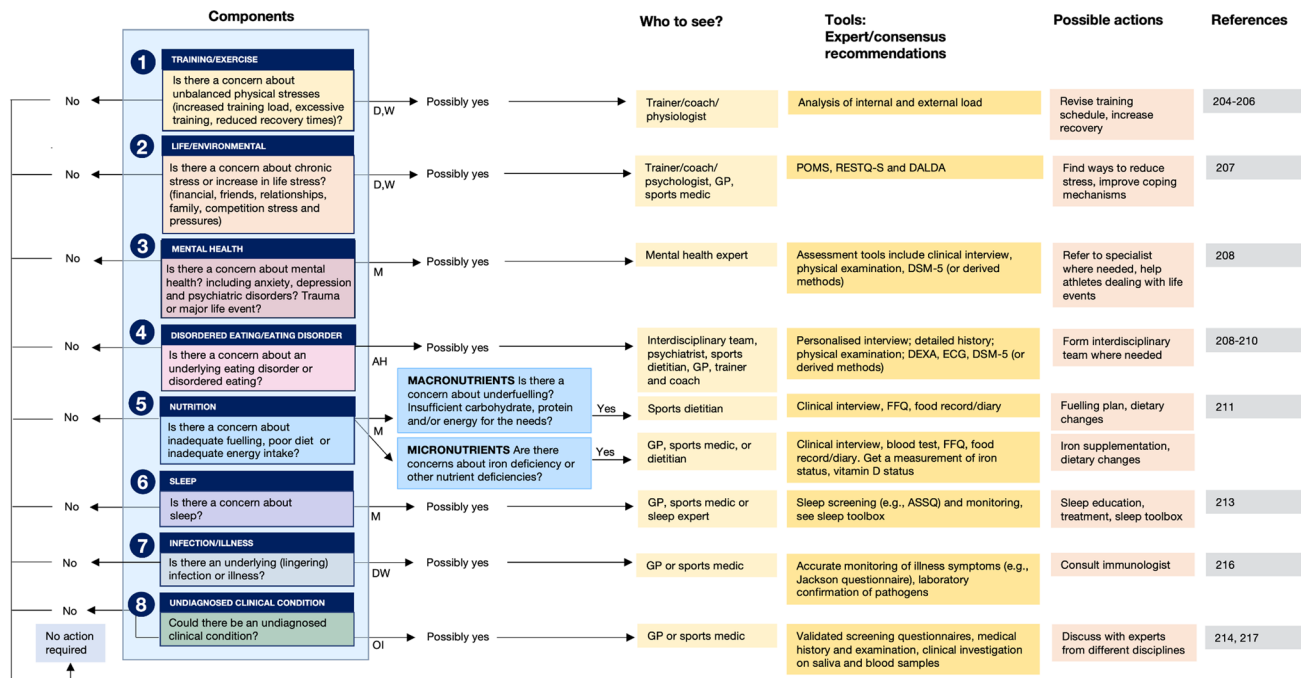 Components
Who to see?
Tools:
Expert/consensus
recommendations
Possible actions
References
1
TRAINING/EXERCISE
Is there a concern about
unbalanced physical stresses
(increased training load, excessive
training, reduced recovery times)?
No
D,W
Possibly yes
Trainer/coach/
physiologist
Analysis of internal and external load
Revise training
schedule, increase
recovery
204-206
2
LIFE/ENVIRONMENTAL
Is there a concern about chronic
stress or increase in life stress?
(financial, friends, relationships,
family, competition stress and
pressures)
No
D,W
Possibly yes
Trainer/coach/
psychologist, GP,
sports medic
POMS, RESTQ-S and DALDA
Find ways to reduce
stress, improve coping
mechanisms
207
3
MENTAL HEALTH
Is there a concern about mental
health? including anxiety, depression
and psychiatric disorders? Trauma
or major life event?
No
M
Possibly yes
Mental health expert
Assessment tools include clinical interview,
physical examination, DSM-5 (or derived
methods)
Refer to specialist
where needed, help
athletes dealing with life
events
208
4
DISORDERED EATING/EATING DISORDER
Is there a concern about an
underlying eating disorder or
disordered eating?
No
AH
Possibly yes
Interdisciplinary team,
psychiatrist, sports
dietitian, GP, trainer
and coach
Personalised interview; detailed history;
physical examination; DEXA, ECG, DSM-5 (or
derived methods)
Form interdisciplinary
team where needed
208-210
5
NUTRITION
Is there a concern about
inadequate fuelling, poor diet or
inadequate energy intake?
No
M
MACRONUTRIENTS Is there a
concern about underfuelling?
Insufficient carbohydrate, protein
and/or energy for the needs?
Yes
Sports dietitian
Clinical interview, FFQ, food record/diary
Fuelling plan, dietary
changes
211
MICRONUTRIENTS Are there
concerns about iron deficiency or
other nutrient deficiencies?
Yes
GP, sports medic, or
dietitian
Clinical interview, blood test, FFQ, food
record/diary. Get a measurement of iron
status, vitamin D status
Iron supplementation,
dietary changes
6
SLEEP
Is there a concern about
sleep?
No
M
Possibly yes
GP, sports medic or
sleep expert
Sleep screening (e.g., ASSQ) and monitoring,
see sleep toolbox
Sleep education,
treatment, sleep toolbox
213
7
INFECTION/ILLNESS
Is there an underlying (lingering)
infection or illness?
No
DW
Possibly yes
GP or sports medic
Accurate monitoring of illness symptoms (e.g.,
Jackson questionnaire), laboratory
confirmation of pathogens
Consult immunologist
216
8
UNDIAGNOSED CLINICAL CONDITION
Could there be an undiagnosed
clinical condition?
No
OI
Possibly yes
GP or sports medic
Validated screening questionnaires, medical
history and examination, clinical investigation
on saliva and blood samples
Discuss with experts
from different disciplines
214, 217
No action
required